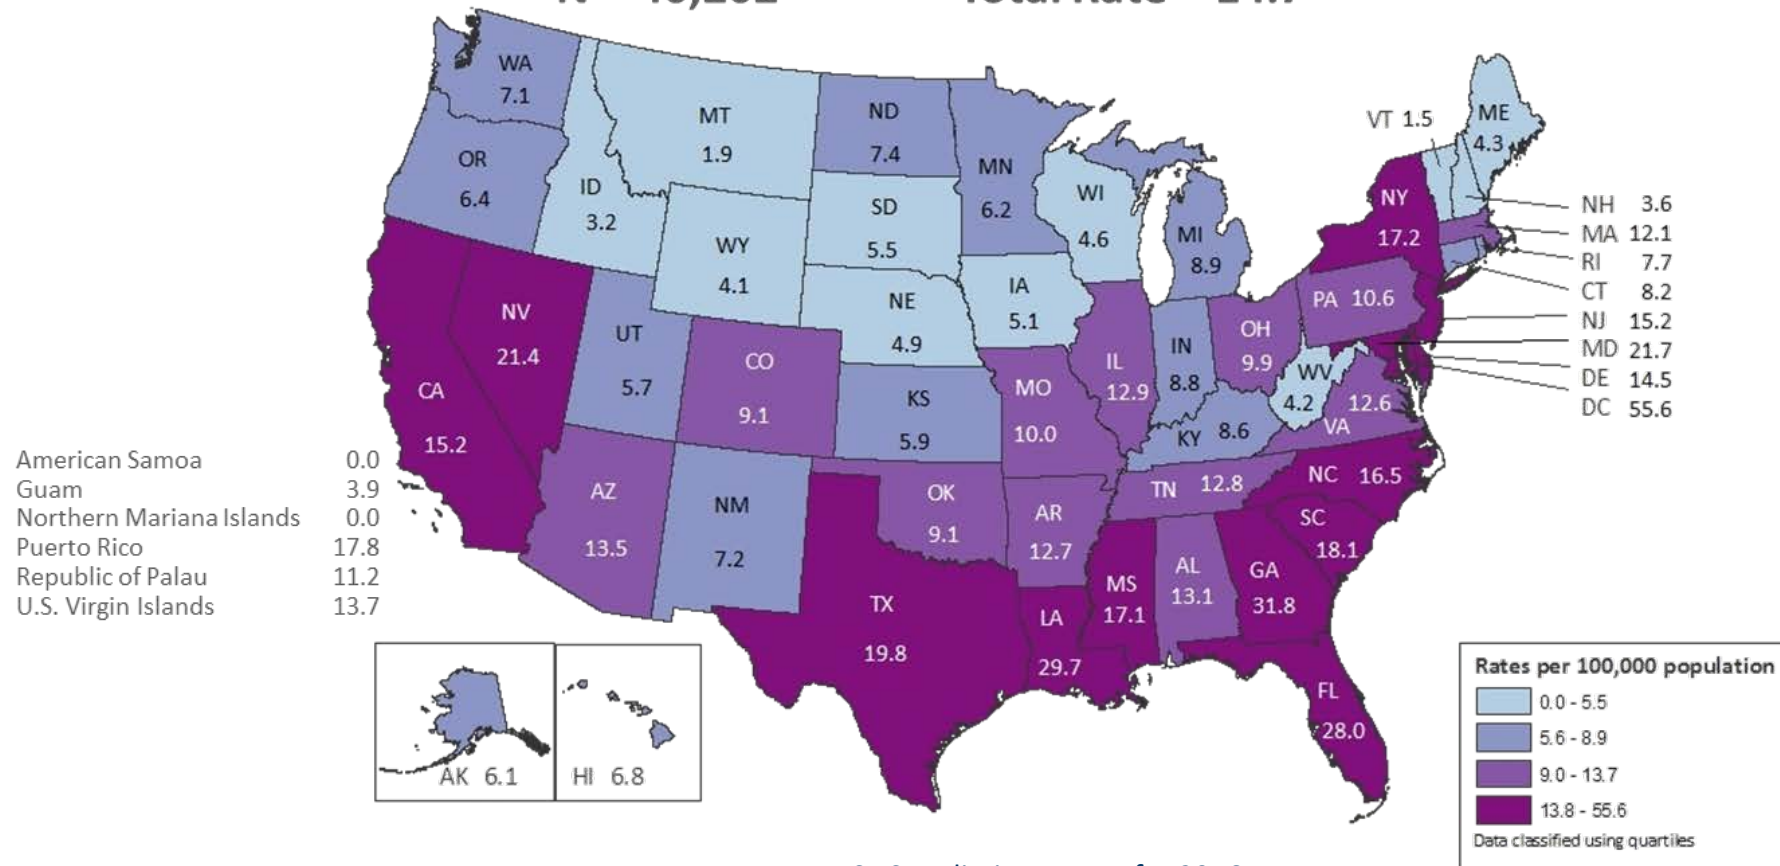 WA
7.1
OR
6.4
MT
1.9
ID
3.2
WY
4.1
ND
7.4
SD
5.5
NE
4.9
MN
6.2
WI
4.6
IA
5.1
MI
8.9
VT 1.5
ME
4.3
NY
17.2
NH 3.6
MA 12.1
RI 7.7
CT 8.2
NJ 15.2
MD 21.7
DE 14.5
DC 55.6
PA 10.6
NV
21.4
CA
15.2
UT
5.7
CO
9.1
KS
5.9
MO
10.0
IL
12.9
IN
8.8
OH
9.9
WV
4.2
12.6
VA
KY 8.6
AZ
13.5
NM
7.2
OK
9.1
AR
12.7
TN 12.8
NC 16.5
SC
18.1
TX
19.8
LA
29.7
MS
17.1
AL
13.1
GA
31.8
FL
28.0
American Samoa 0.0
Guam 3.9
Northern Mariana Islands 0.0
Puerto Rico 17.8
Republic of Palau 11.2
U.S. Virgin Islands 13.7
AK 6.1
HI 6.8
Rates per 100,000 population
0.0 - 5.5
5.6 - 8.9
9.0 - 13.7
13.8 - 55.6
Data classified using quartiles